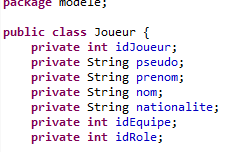 package modele;
public class Joueur {
private int idJoueur;
private String pseudo;
private String prenom;
private String nom;
private String nationalite;
private int idEquipe;
private int idRole;